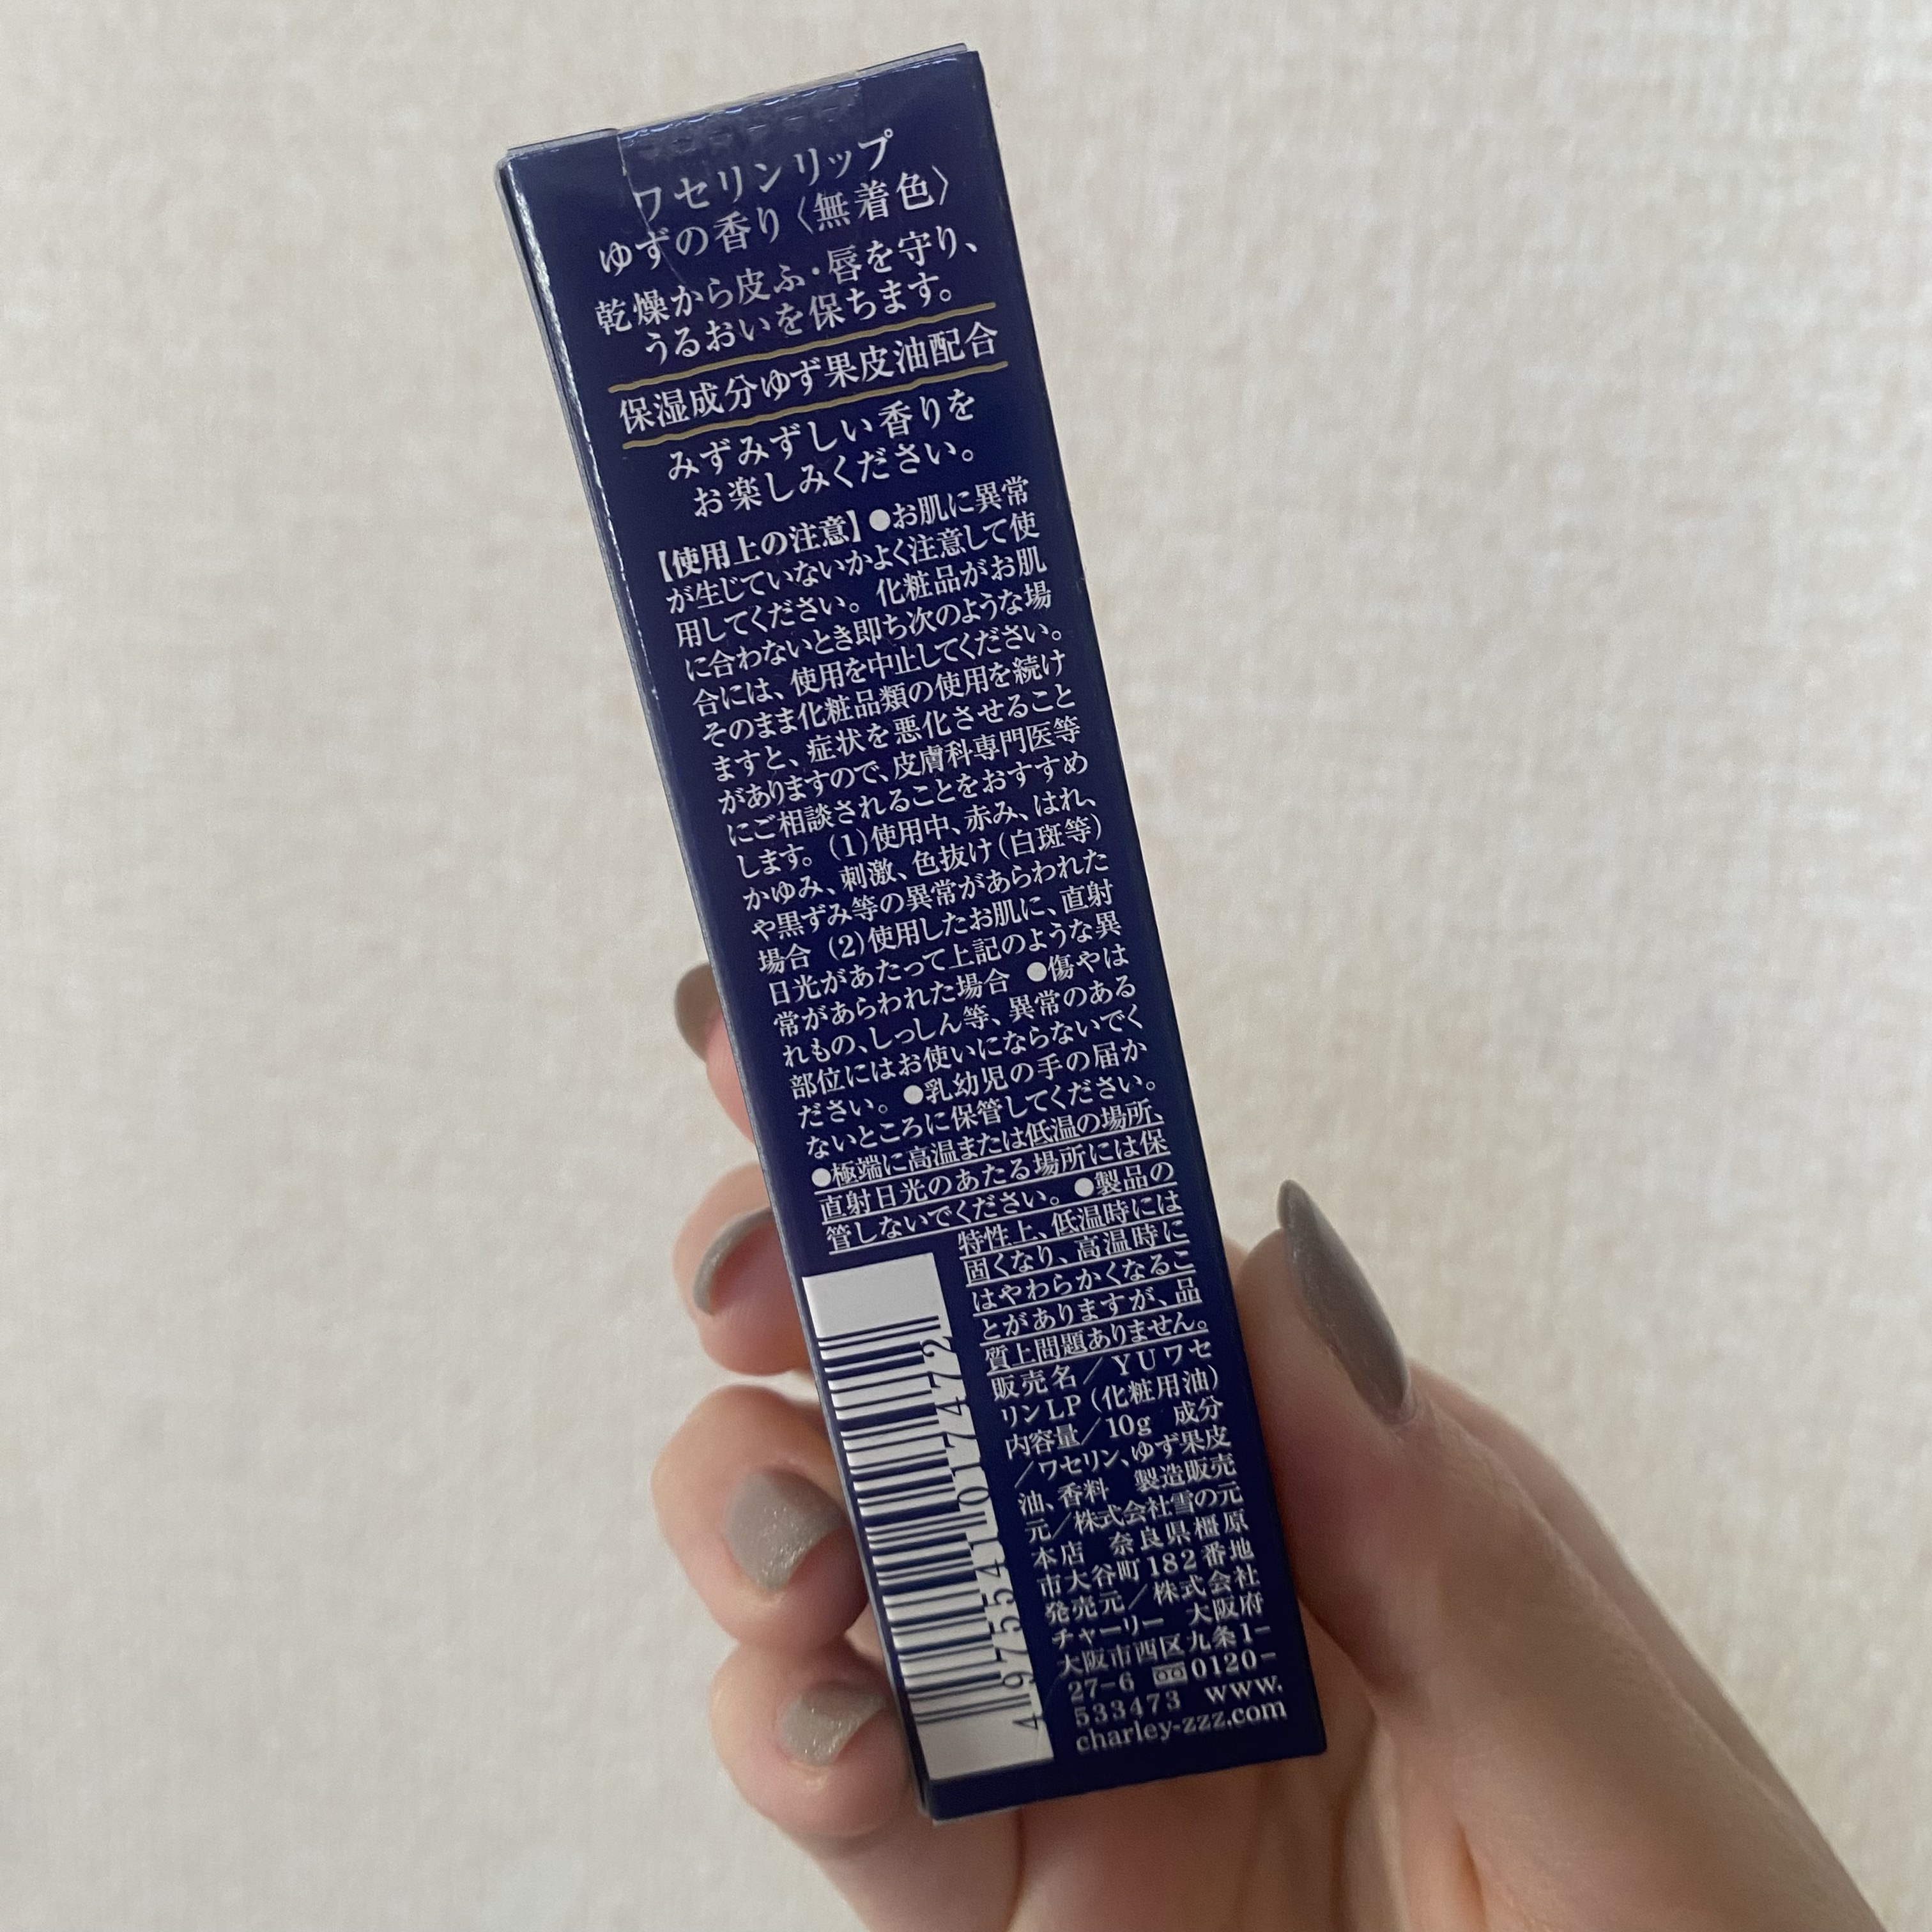 ワセリンリップ
ゆずの香り〈無着色〉
乾燥から皮ふ・唇を守り、
うるおいを保ちます。
保湿成分ゆず果皮油配合
みずみずしい香りを
お楽しみください。
【使用上の注意】●お肌に異常
が生じていないかよく注意して使
用してください。化粧品がお肌
に合わないとき即ち次のような場
合には、使用を中止してください。
そのまま化粧品類の使用を続け
ますと、症状を悪化させること
がありますので、皮膚科専門医等
にご相談されることをおすすめ
します。(1)使用中、赤み、はれ、
かゆみ、刺激、色抜け(白斑等)
や黒ずみ等の異常があらわれた
場合 (2)使用したお肌に、直射
日光があたって上記のような異
常があらわれた場合 ●傷やは
れもの、しっしん等、異常のある
部位にはお使いにならないでく
ださい。●乳幼児の手の届か
ないところに保管してください。
●極端に高温または低温の場所、
直射日光のあたる場所には保
管しないでください。●製品の
特性上、低温時には
固くなり、高温時に
はやわらかくなるこ
とがありますが、品
質上問題ありません。
販売名／YUワセ
リンLP(化粧用油)
内容量／10g 成分
／ワセリン、ゆず果皮
油、香料 製造販売
元／株式会社雪の元
本店 奈良県橿原
市大谷町182番地
発売元／株式会社
チャーリー 大阪府
大阪市西区九条1-
27-6 0120-
533473 www.
charley-zzz.com
4 975541 017472